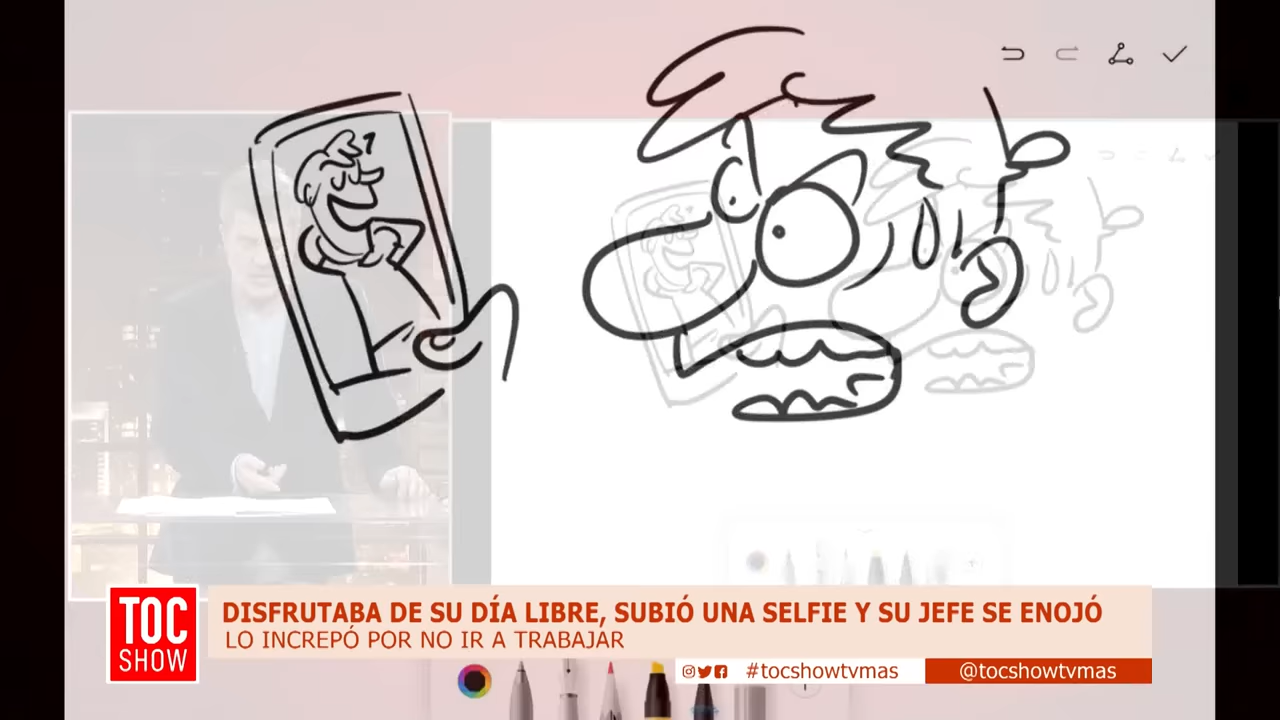 TOC
SHOW
DISFRUTABA DE SU DÍA LIBRE, SUBIÓ UNA SELFIE Y SU JEFE SE ENOJÓ
LO INCREPÓ POR NO IR A TRABAJAR
#tocshowtvmas
@tocshowtvmas